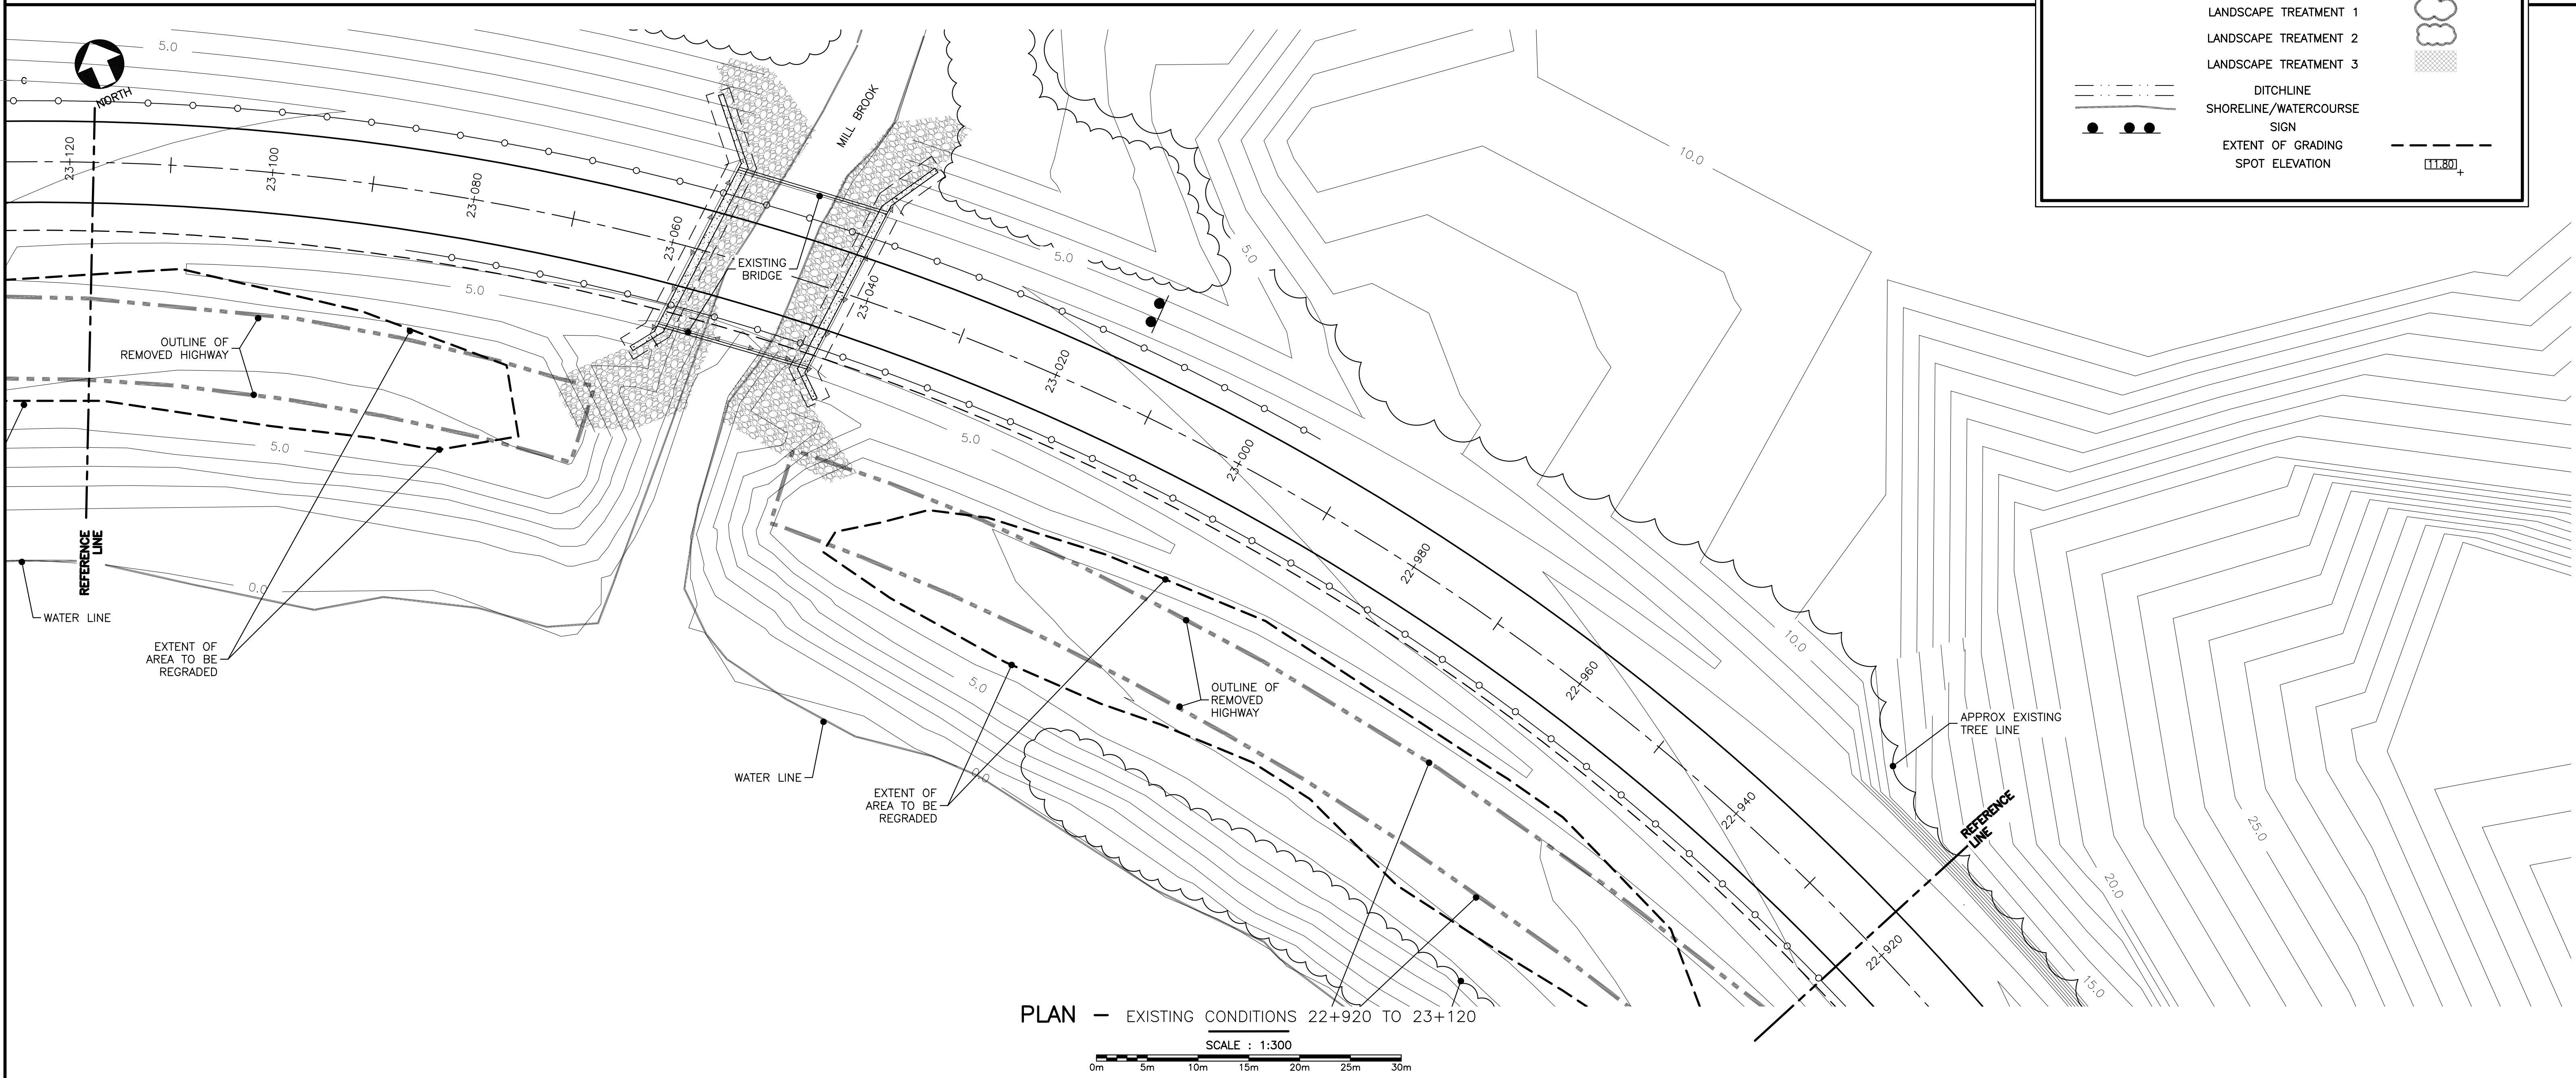 LANDSCAPE TREATMENT 1
LANDSCAPE TREATMENT 2
LANDSCAPE TREATMENT 3
DITCHLINE
SHORELINE/WATERCOURSE
SIGN
EXTENT OF GRADING
SPOT ELEVATION
11.80
5.0
C
NORTH
MILL BROOK
10.0
23+120
23+100
23+080
23+060
23+040
23+020
23+000
22+980
22+960
22+940
22+920
EXISTING
BRIDGE
5.0
5.0
5.0
OUTLINE OF
REMOVED HIGHWAY
5.0
5.0
REFERENCE
LINE
0.0
WATER LINE
EXTENT OF
AREA TO BE
REGRADED
5.0
OUTLINE OF
REMOVED
HIGHWAY
10.0
WATER LINE
0.0
EXTENT OF
AREA TO BE
REGRADED
APPROX EXISTING
TREE LINE
REFERENCE
LINE
25.0
20.0
15.0
PLAN – EXISTING CONDITIONS 22+920 TO 23+120
SCALE : 1:300
0m 5m 10m 15m 20m 25m 30m